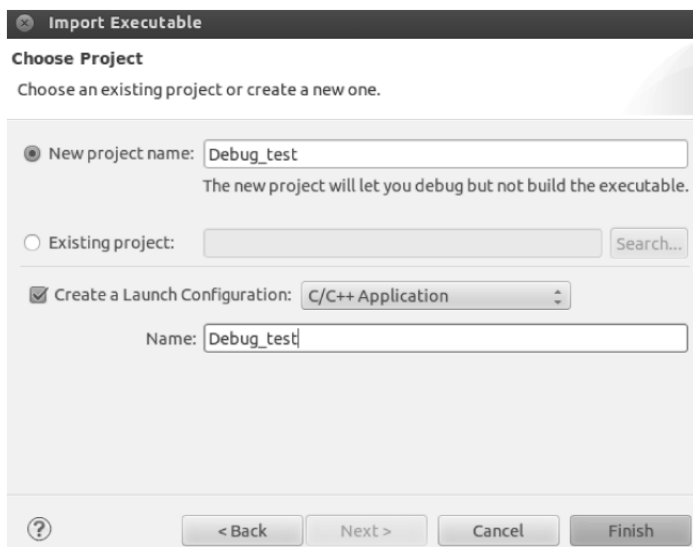 Import Executable
Choose Project
Choose an existing project or create a new one.
New project name: Debug_test
The new project will let you debug but not build the executable.
Existing project: Search...
Create a Launch Configuration: C/C++ Application
Name: Debug_test
? < Back Next > Cancel Finish